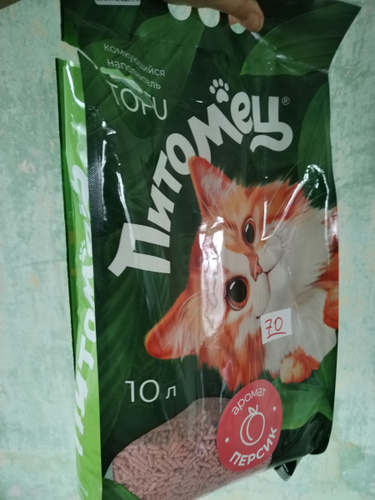 комкующийся
наполнитель
TOFU
Питомец®
10 л
70
аромат
ПЕРСИК
Питомец